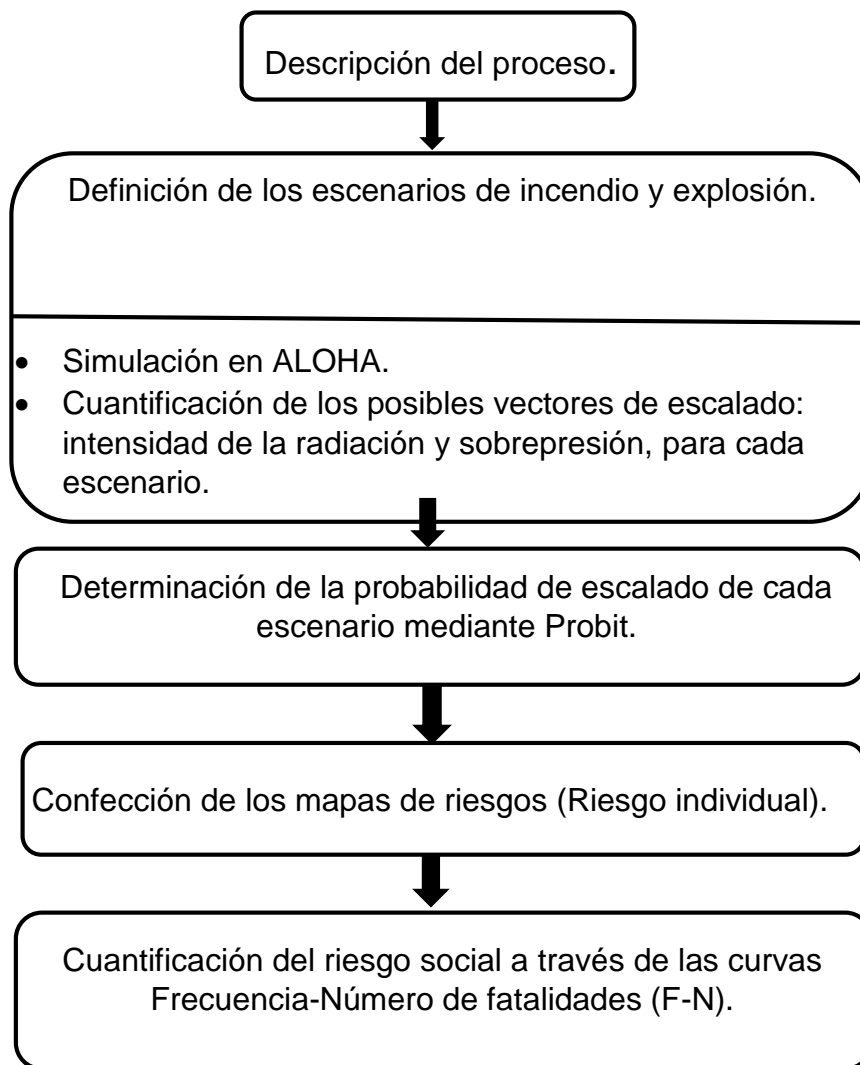 Descripción del proceso.
Definición de los escenarios de incendio y explosión.
• Simulación en ALOHA.
• Cuantificación de los posibles vectores de escalado:
intensidad de la radiación y sobrepresión, para cada
escenario.
Determinación de la probabilidad de escalado de cada
escenario mediante Probit.
Confección de los mapas de riesgos (Riesgo individual).
Cuantificación del riesgo social a través de las curvas
Frecuencia-Número de fatalidades (F-N).